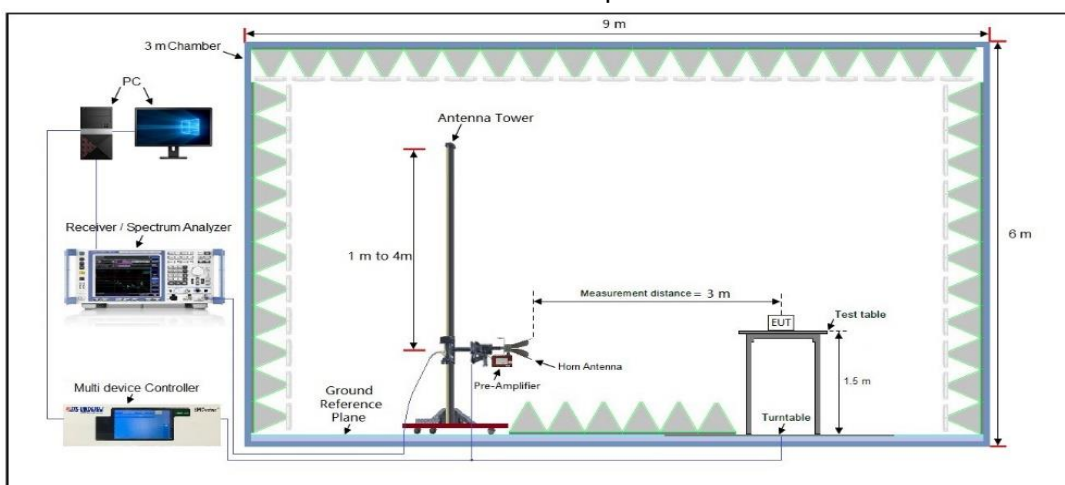 9 m
3 m Chamber
PC
Antenna Tower
Receiver / Spectrum Analyzer
6 m
1 m to 4m
Measurement distance = 3 m
EUT
Test table
Horn Antenna
Pre-Amplifier
1.5 m
Multi device Controller
Ground
Reference
Plane
Turntable